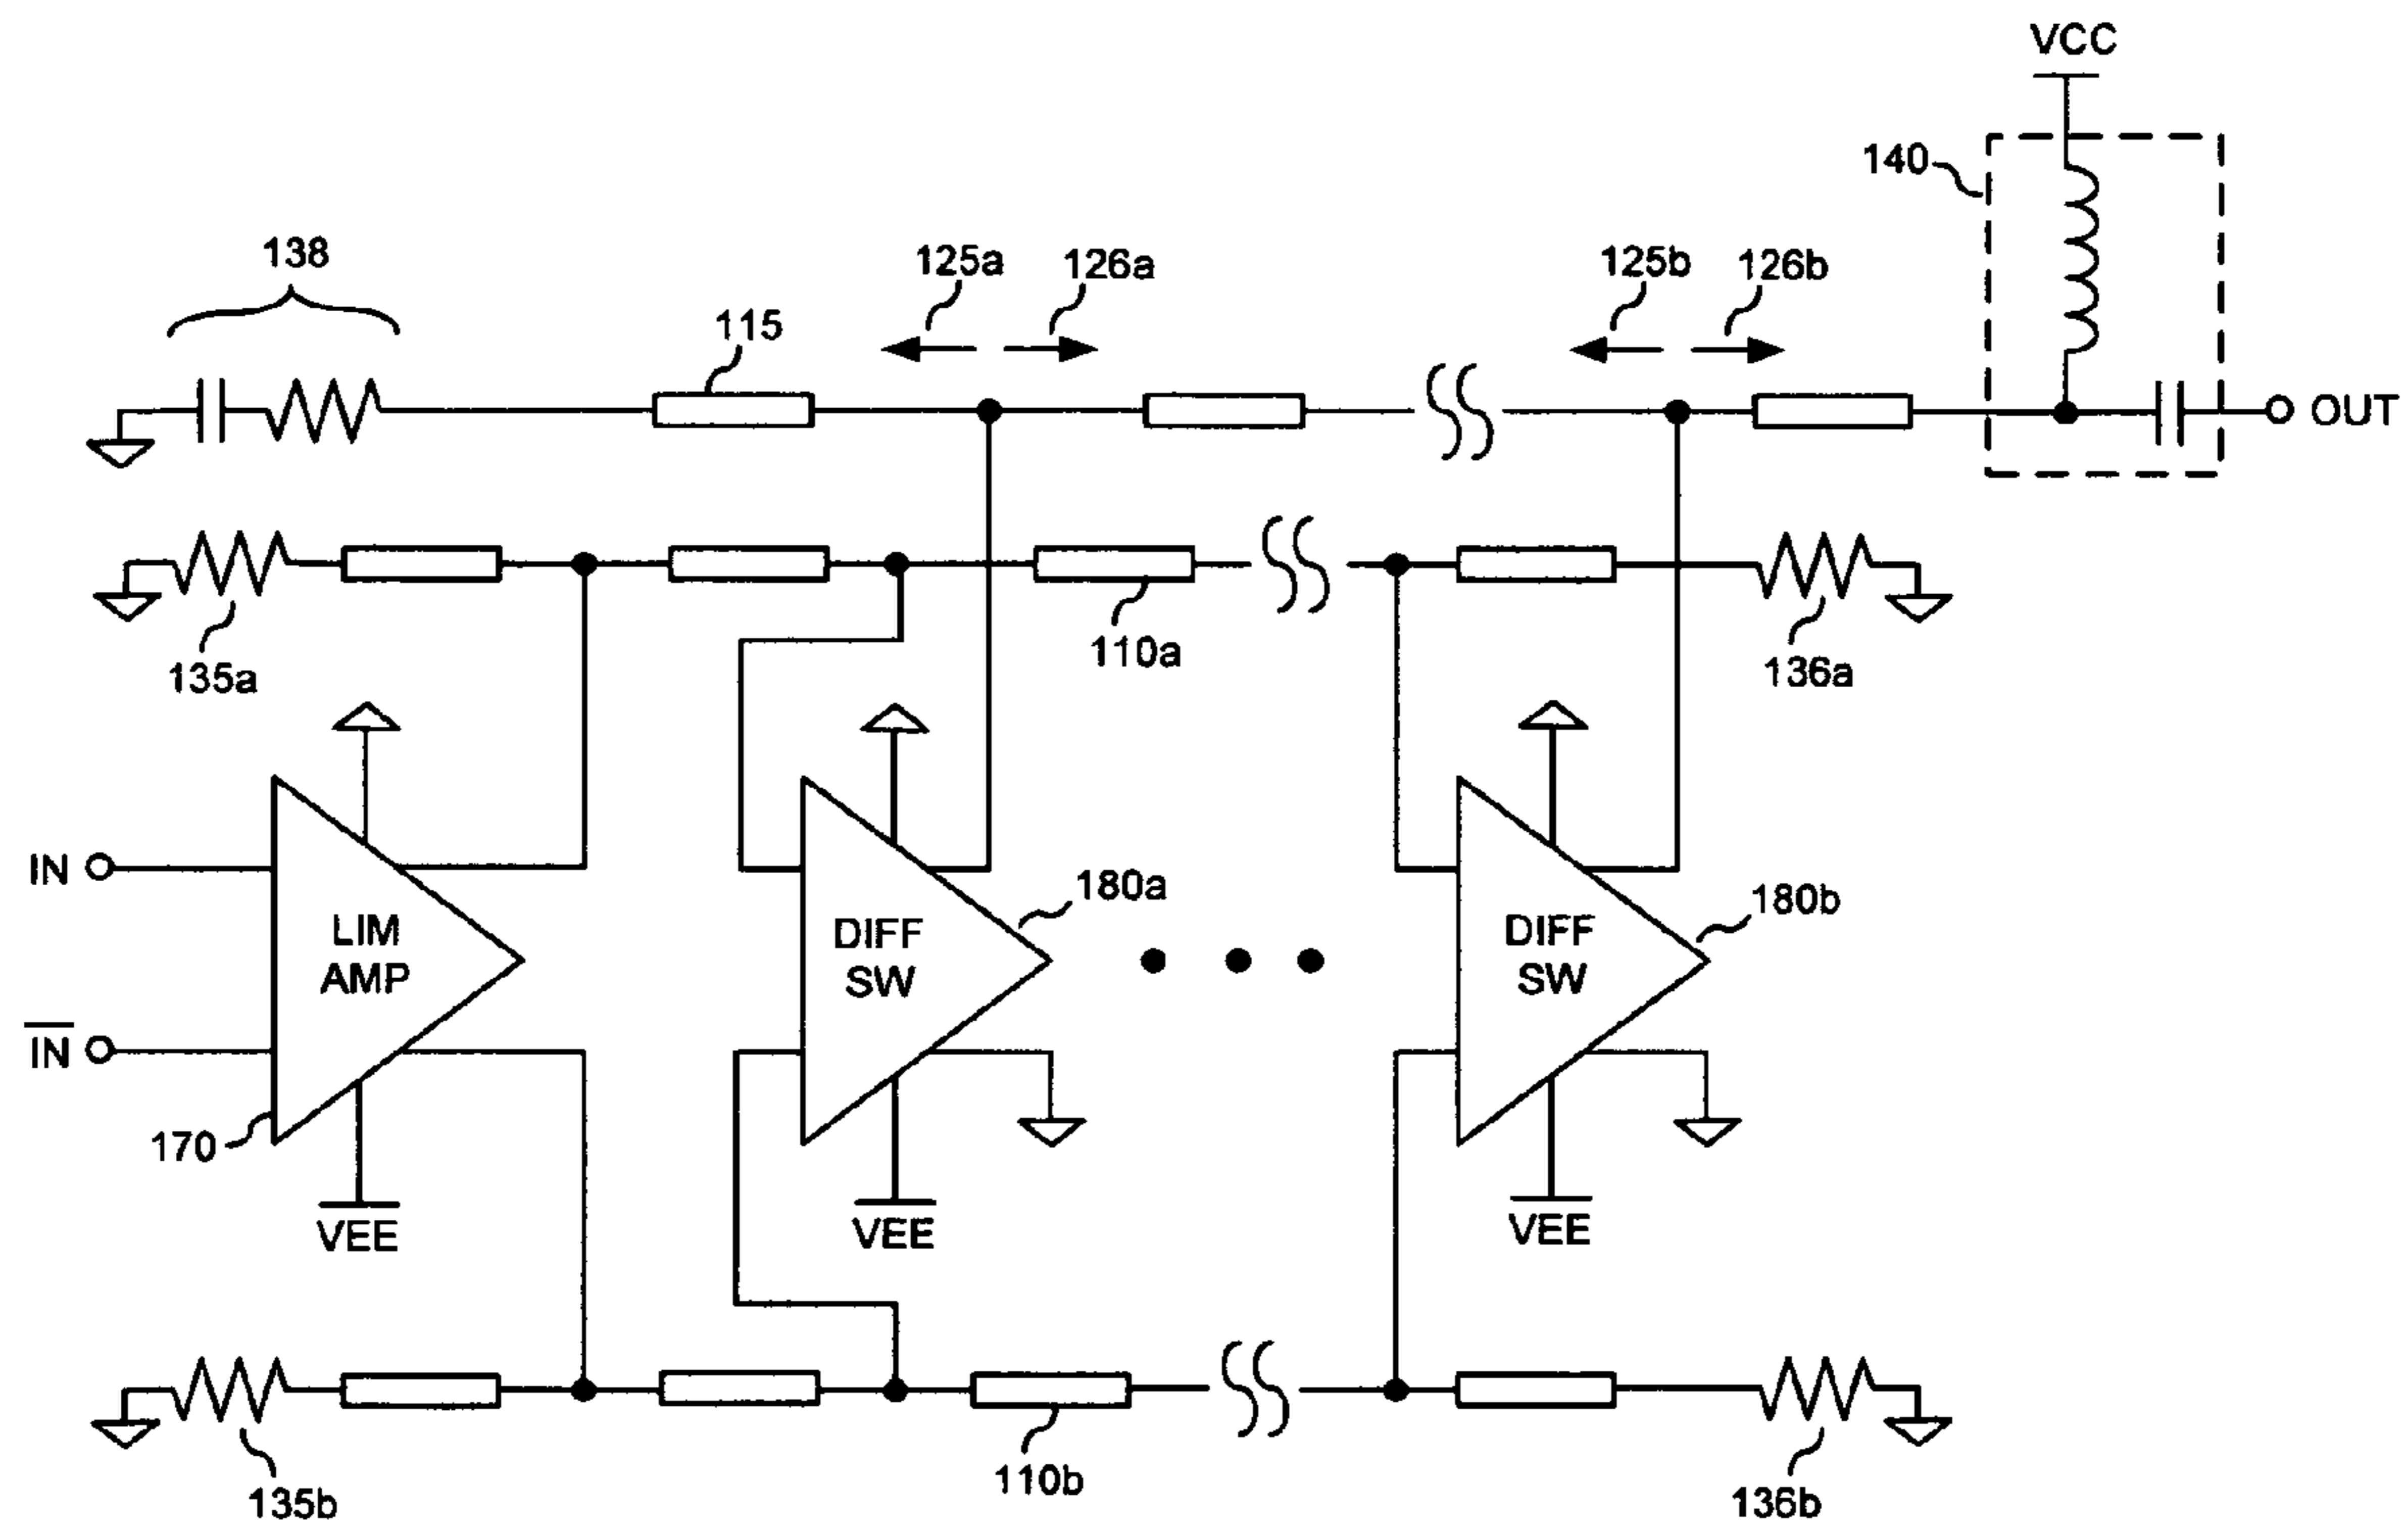 VCC
140
138
125a
126a
125b
126b
115
OUT
135a
110a
136a
IN
LIM
AMP
DIFF
SW
180a
DIFF
SW
180b
IN
170
VEE
VEE
VEE
135b
110b
136b